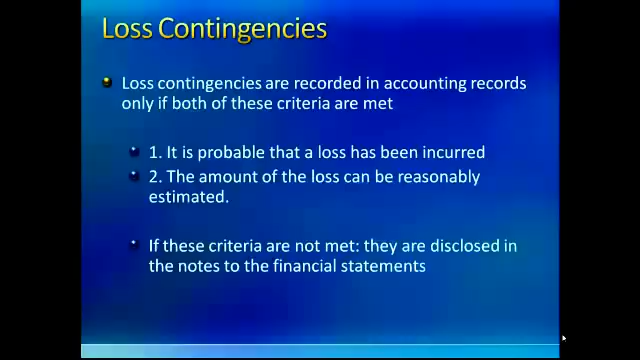 Loss Contingencies
Loss contingencies are recorded in accounting records
only if both of these criteria are met
1. It is probable that a loss has been incurred
2. The amount of the loss can be reasonably
estimated.
If these criteria are not met: they are disclosed in
the notes to the financial statements